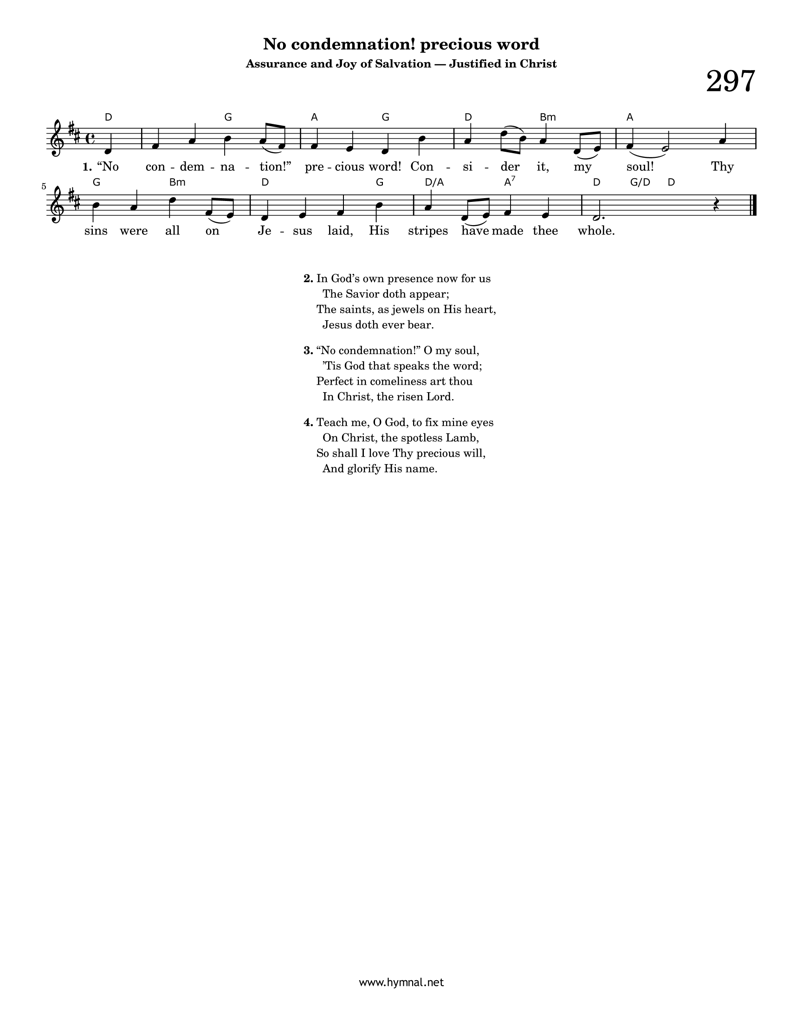 No condemnation! precious word
Assurance and Joy of Salvation — Justified in Christ
297
D G A G D Bm A
1. “No con - dem - na - tion!” pre - cious word! Con - si - der it, my soul! Thy
5 G Bm D G D/A A7 D G/D D
sins were all on Je - sus laid, His stripes have made thee whole.
2. In God’s own presence now for us
The Savior doth appear;
The saints, as jewels on His heart,
Jesus doth ever bear.
3. “No condemnation!” O my soul,
’Tis God that speaks the word;
Perfect in comeliness art thou
In Christ, the risen Lord.
4. Teach me, O God, to fix mine eyes
On Christ, the spotless Lamb,
So shall I love Thy precious will,
And glorify His name.
www.hymnal.net